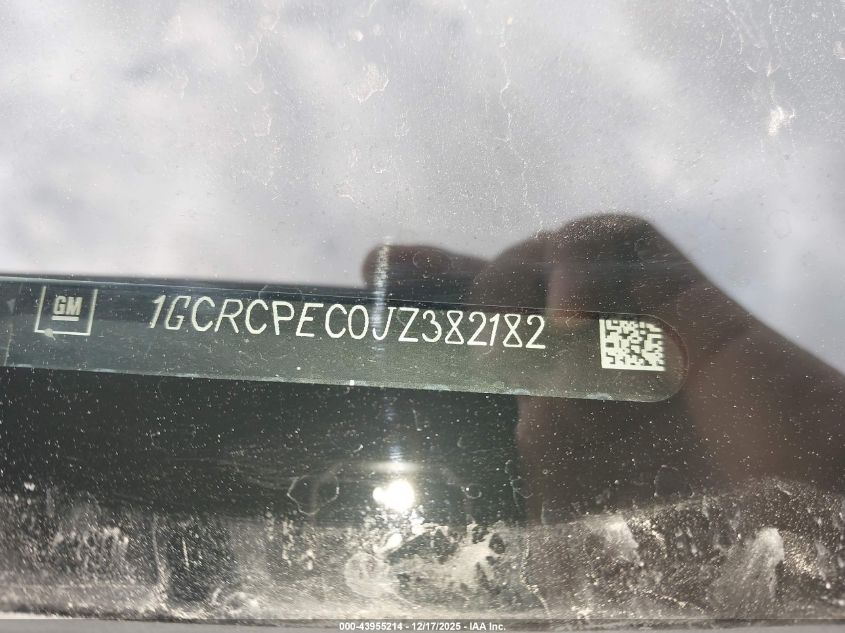 GM 1GCRCPEC0JZ382182
000-43955214 - 12/17/2025 - IAA Inc.